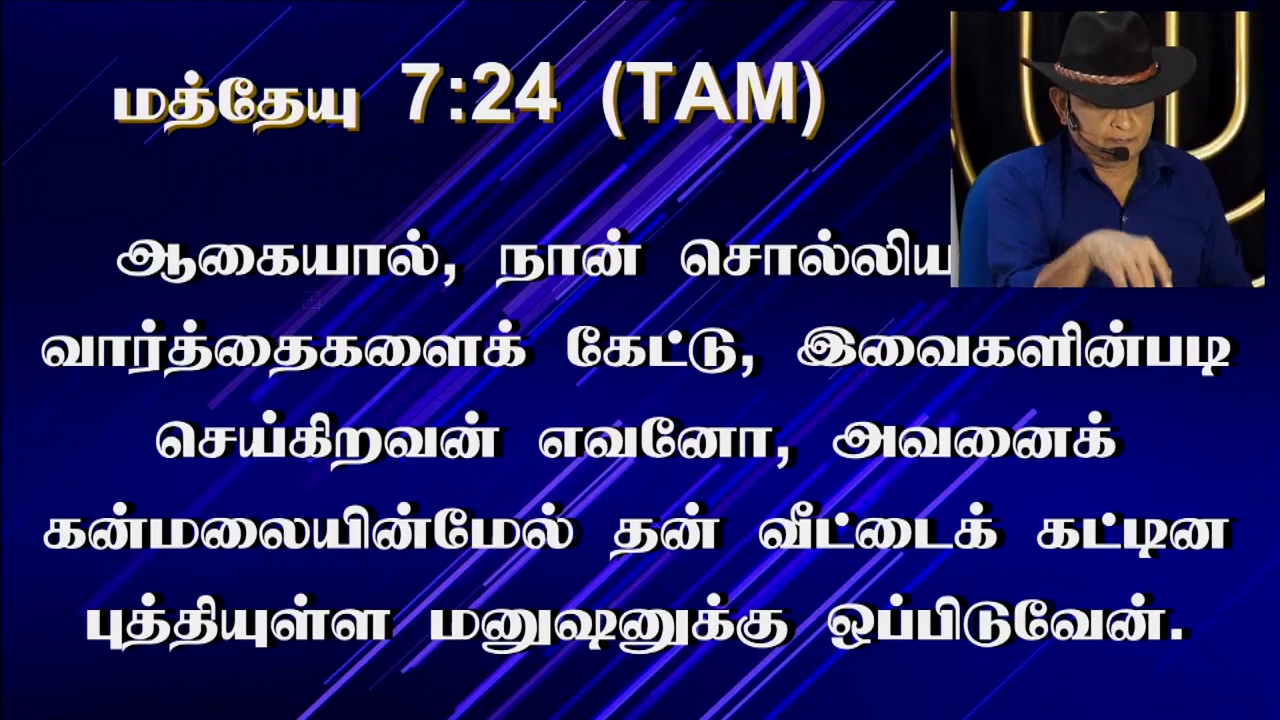 மத்தேயு 7:24 (TAM)
ஆகையால், நான் சொல்லிய
வார்த்தைகளைக் கேட்டு, இவைகளின்படி
செய்கிறவன் எவனோ, அவனைக்
கன்மலையின்மேல் தன் வீட்டைக் கட்டின
புத்தியுள்ள மனுஷனுக்கு ஒப்பிடுவேன்.